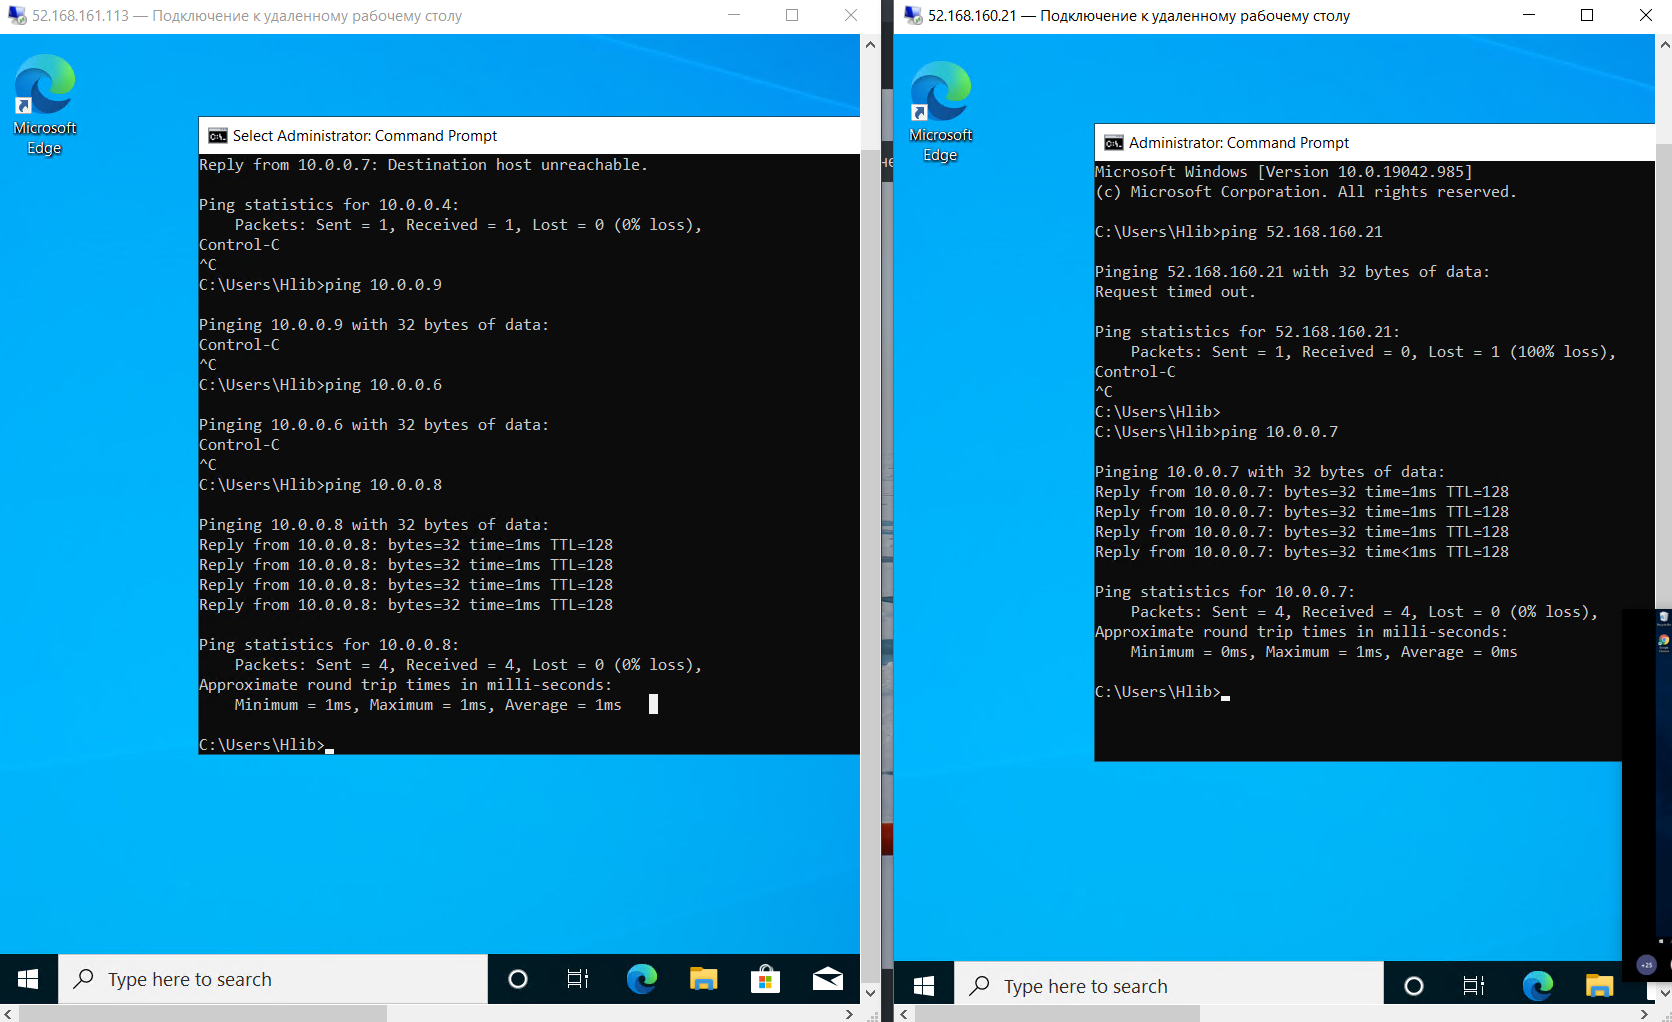 52.168.161.113 — Подключение к удаленному рабочему столу
Microsoft
Edge
Select Administrator: Command Prompt
Reply from 10.0.0.7: Destination host unreachable.
Ping statistics for 10.0.0.4:
    Packets: Sent = 1, Received = 1, Lost = 0 (0% loss),
Control-C
^C
C:\Users\Hlib>ping 10.0.0.9
Pinging 10.0.0.9 with 32 bytes of data:
Control-C
^C
C:\Users\Hlib>ping 10.0.0.6
Pinging 10.0.0.6 with 32 bytes of data:
Control-C
^C
C:\Users\Hlib>ping 10.0.0.8
Pinging 10.0.0.8 with 32 bytes of data:
Reply from 10.0.0.8: bytes=32 time=1ms TTL=128
Reply from 10.0.0.8: bytes=32 time=1ms TTL=128
Reply from 10.0.0.8: bytes=32 time=1ms TTL=128
Reply from 10.0.0.8: bytes=32 time=1ms TTL=128
Ping statistics for 10.0.0.8:
    Packets: Sent = 4, Received = 4, Lost = 0 (0% loss),
Approximate round trip times in milli-seconds:
    Minimum = 1ms, Maximum = 1ms, Average = 1ms
C:\Users\Hlib>
Type here to search
52.168.160.21 — Подключение к удаленному рабочему столу
Microsoft
Edge
Administrator: Command Prompt
Microsoft Windows [Version 10.0.19042.985]
(c) Microsoft Corporation. All rights reserved.
C:\Users\Hlib>ping 52.168.160.21
Pinging 52.168.160.21 with 32 bytes of data:
Request timed out.
Ping statistics for 52.168.160.21:
    Packets: Sent = 1, Received = 0, Lost = 1 (100% loss),
Control-C
^C
C:\Users\Hlib>
C:\Users\Hlib>ping 10.0.0.7
Pinging 10.0.0.7 with 32 bytes of data:
Reply from 10.0.0.7: bytes=32 time=1ms TTL=128
Reply from 10.0.0.7: bytes=32 time=1ms TTL=128
Reply from 10.0.0.7: bytes=32 time=1ms TTL=128
Reply from 10.0.0.7: bytes=32 time<1ms TTL=128
Ping statistics for 10.0.0.7:
    Packets: Sent = 4, Received = 4, Lost = 0 (0% loss),
Approximate round trip times in milli-seconds:
    Minimum = 0ms, Maximum = 1ms, Average = 0ms
C:\Users\Hlib>
+25
Type here to search